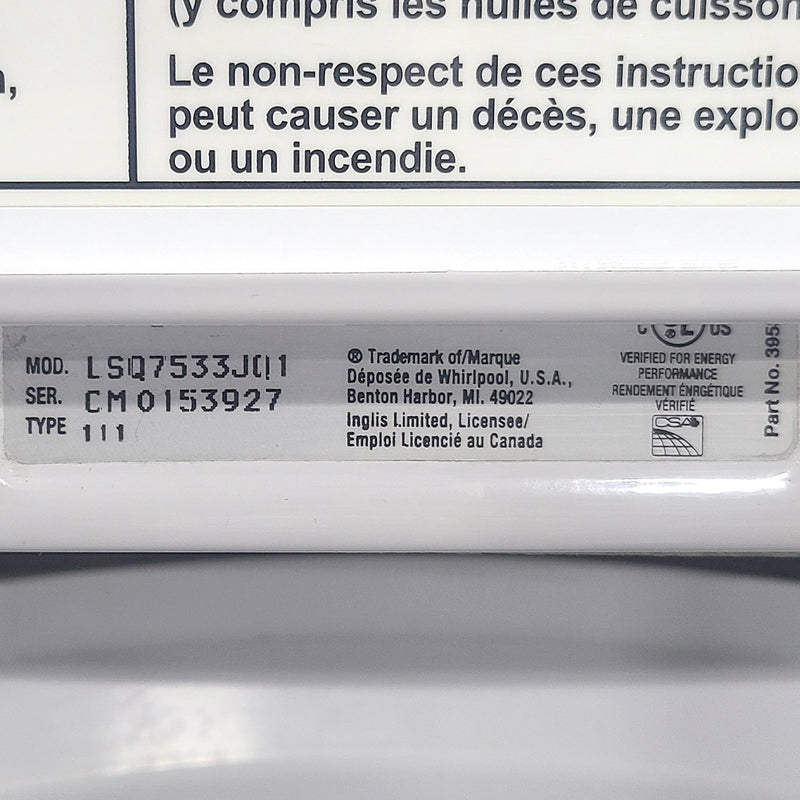 (y compris les huiles de cuisson
n,
Le non-respect de ces instructio
peut causer un décès, une explo
ou un incendie.
MOD. LSQ7533JQ1
SER. CM0153927
TYPE 111
® Trademark of/Marque
Déposée de Whirlpool, U.S.A.,
Benton Harbor, MI. 49022
Inglis Limited, Licensee/
Emploi Licencié au Canada
C UL US
VERIFIED FOR ENERGY
PERFORMANCE
RENDEMENT ÉNRGÉTIQUE
VÉRIFIÉ
CSA
Part No. 395